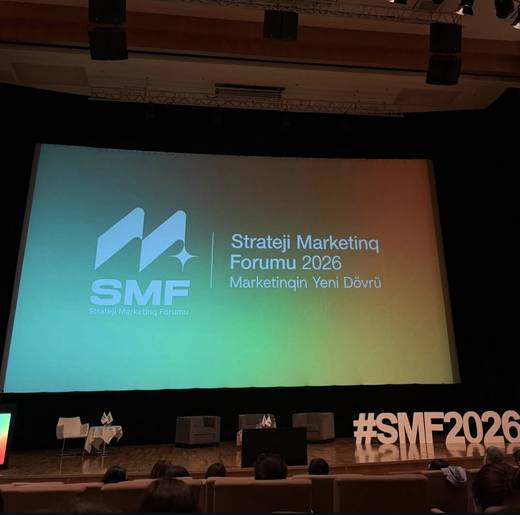 SMF
Strateji Marketinq Forumu
Strateji Marketinq
Forumu 2026
Marketinqin Yeni Dövrü
#SMF2026